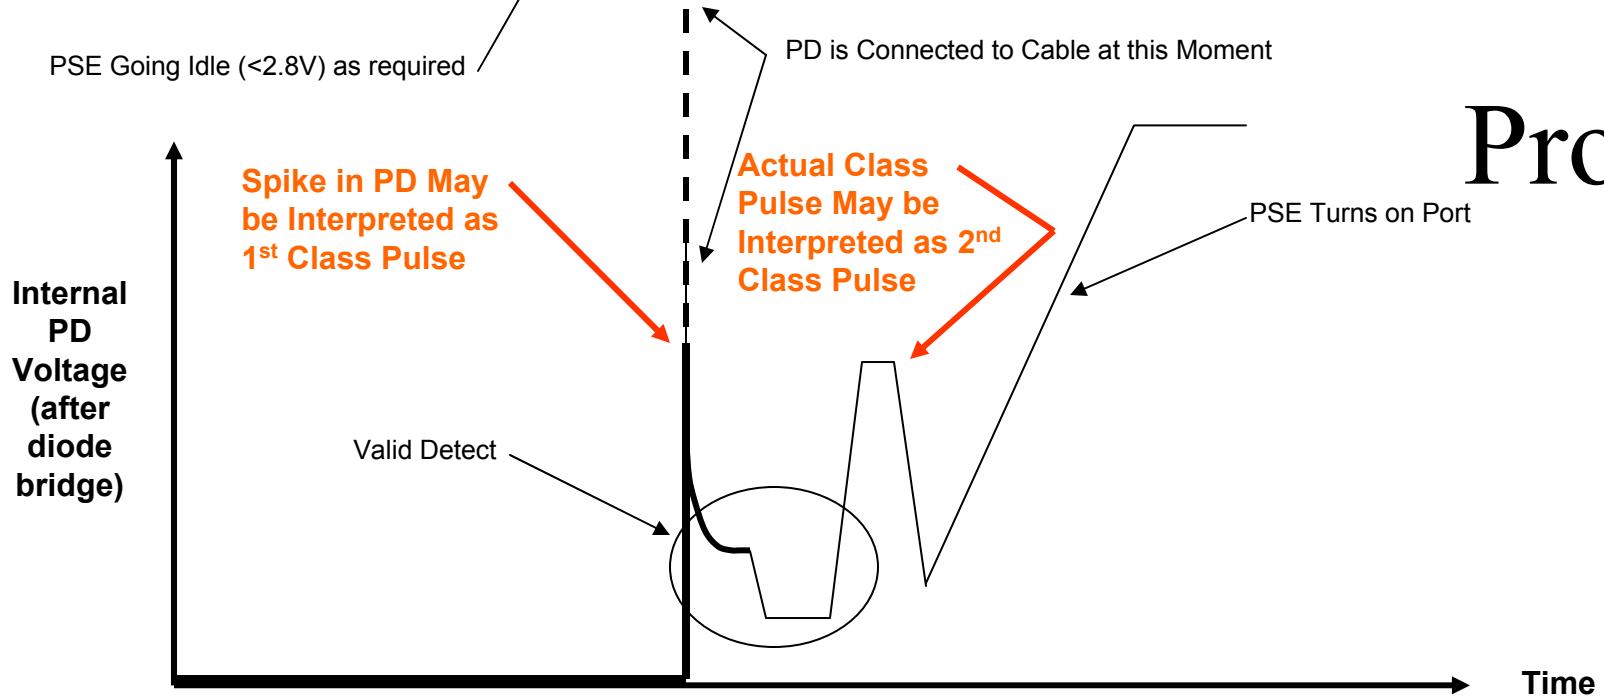 PSE Going Idle (<2.8V) as required
PD is Connected to Cable at this Moment
Pro
Spike in PD May
be Interpreted as
1st Class Pulse
Actual Class
Pulse May be
Interpreted as 2nd
Class Pulse
PSE Turns on Port
Internal
PD
Voltage
(after
diode
bridge)
Valid Detect
Time